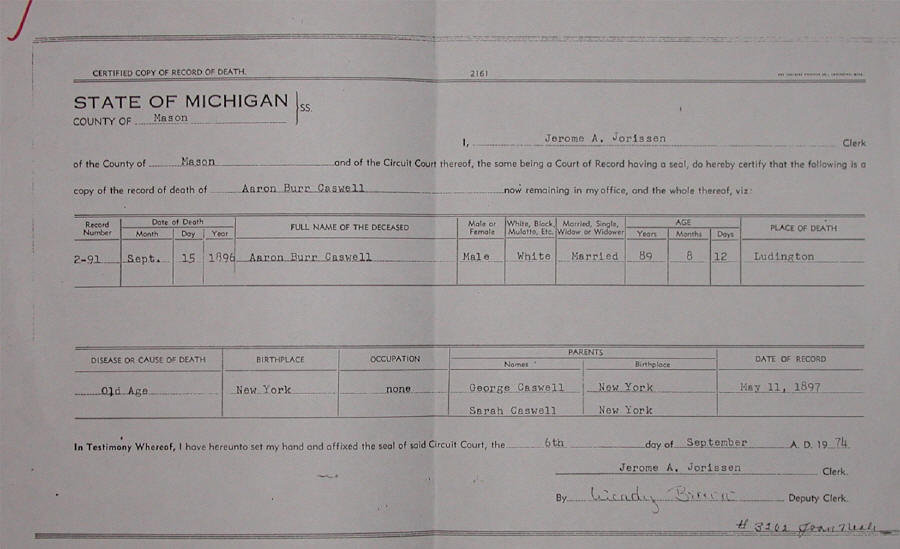 CERTIFIED COPY OF RECORD OF DEATH. 2161
STATE OF MICHIGAN
COUNTY OF Mason SS.
I, Jerome A. Jorissen Clerk
of the County of Mason and of the Circuit Court thereof, the same being a Court of Record having a seal, do hereby certify that the following is a
copy of the record of death of Aaron Burr Caswell now remaining in my office, and the whole thereof, viz:
Record Number Date of Death Month Day Year FULL NAME OF THE DECEASED Male or Female White, Black, Mulatto, Etc. Married, Single, Widow or Widower AGE Years Months Days PLACE OF DEATH
2-91 Sept. 15 1896 Aaron Burr Caswell Male White Married 89 8 12 Ludington
DISEASE OR CAUSE OF DEATH BIRTHPLACE OCCUPATION PARENTS Names Birthplace DATE OF RECORD
Old Age New York none George Caswell New York May 11, 1897
Sarah Caswell New York
In Testimony Whereof, I have hereunto set my hand and affixed the seal of said Circuit Court, the 6th day of September A. D. 19 74
Jerome A. Jorissen Clerk.
By Wendy Brown Deputy Clerk.
# 3202